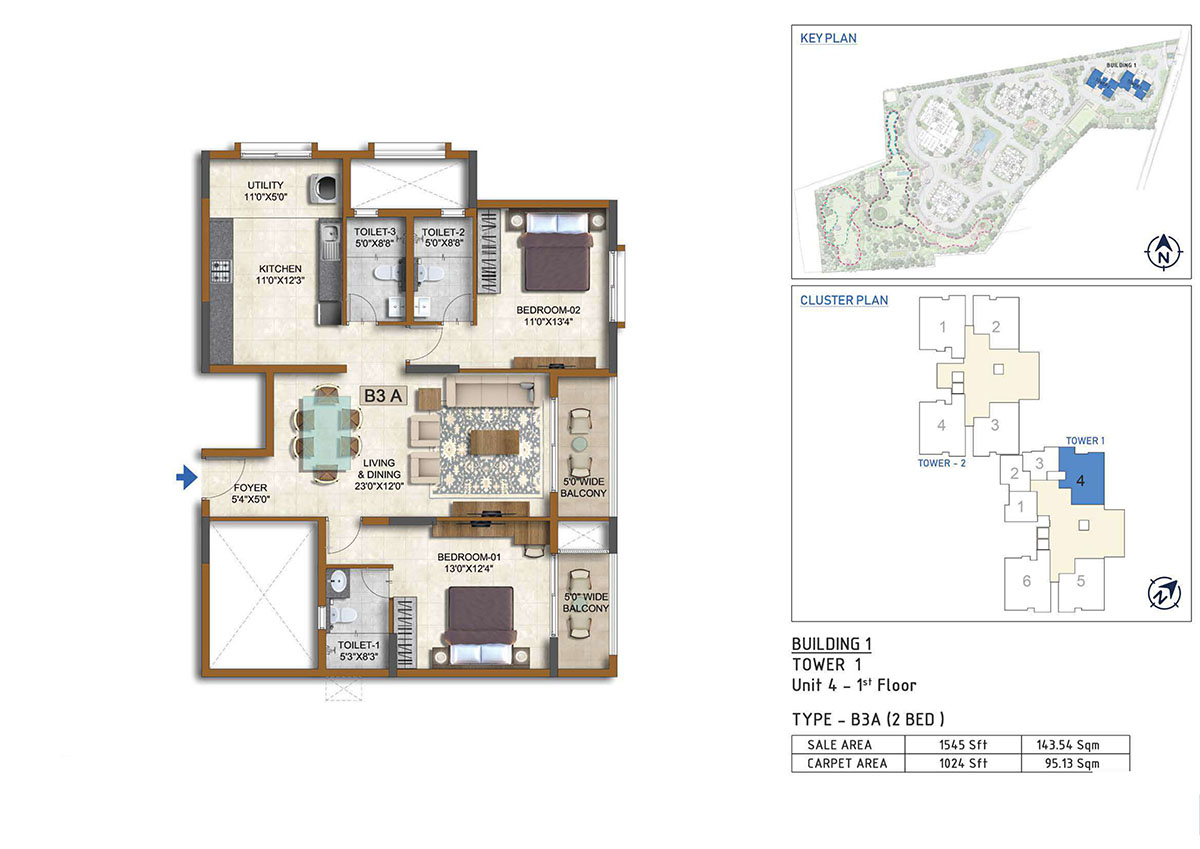 UTILITY
11'0"X5'0"
KITCHEN
11'0"X12'3"
TOILET-3
5'0"X8'8"
TOILET-2
5'0"X8'8"
BEDROOM-02
11'0"X13'4"
B3 A
LIVING
& DINING
23'0"X12'0"
5'0" WIDE
BALCONY
FOYER
5'4"X5'0"
BEDROOM-01
13'0"X12'4"
5'0" WIDE
BALCONY
TOILET-1
5'3"X8'3"
KEY PLAN
BUILDING 1
N
CLUSTER PLAN
1
2
4
3
TOWER - 2
TOWER 1
2
3
4
1
6
5
N
BUILDING 1
TOWER 1
Unit 4 - 1st Floor
TYPE - B3A (2 BED )
SALE AREA 1545 Sft 143.54 Sqm
CARPET AREA 1024 Sft 95.13 Sqm